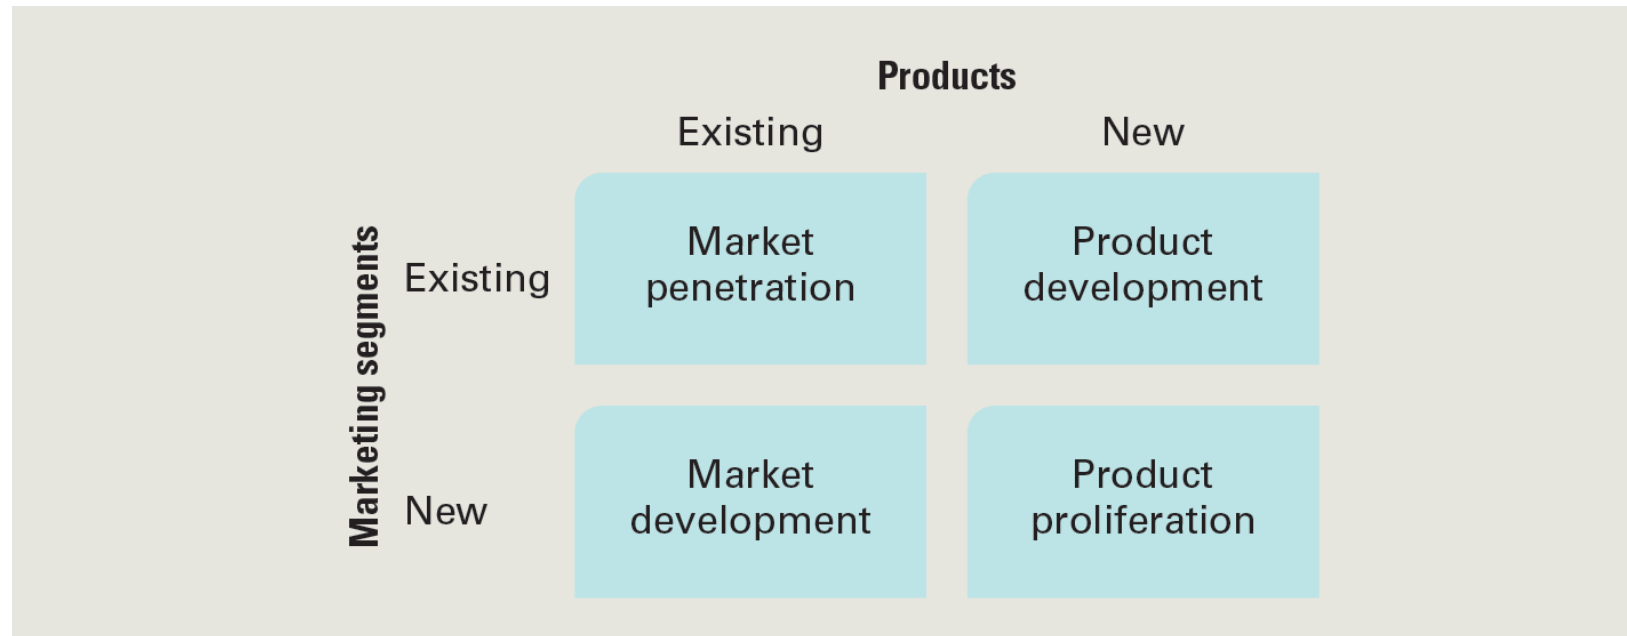 Products
Existing
New
Marketing segments
Existing
Market
penetration
Product
development
New
Market
development
Product
proliferation